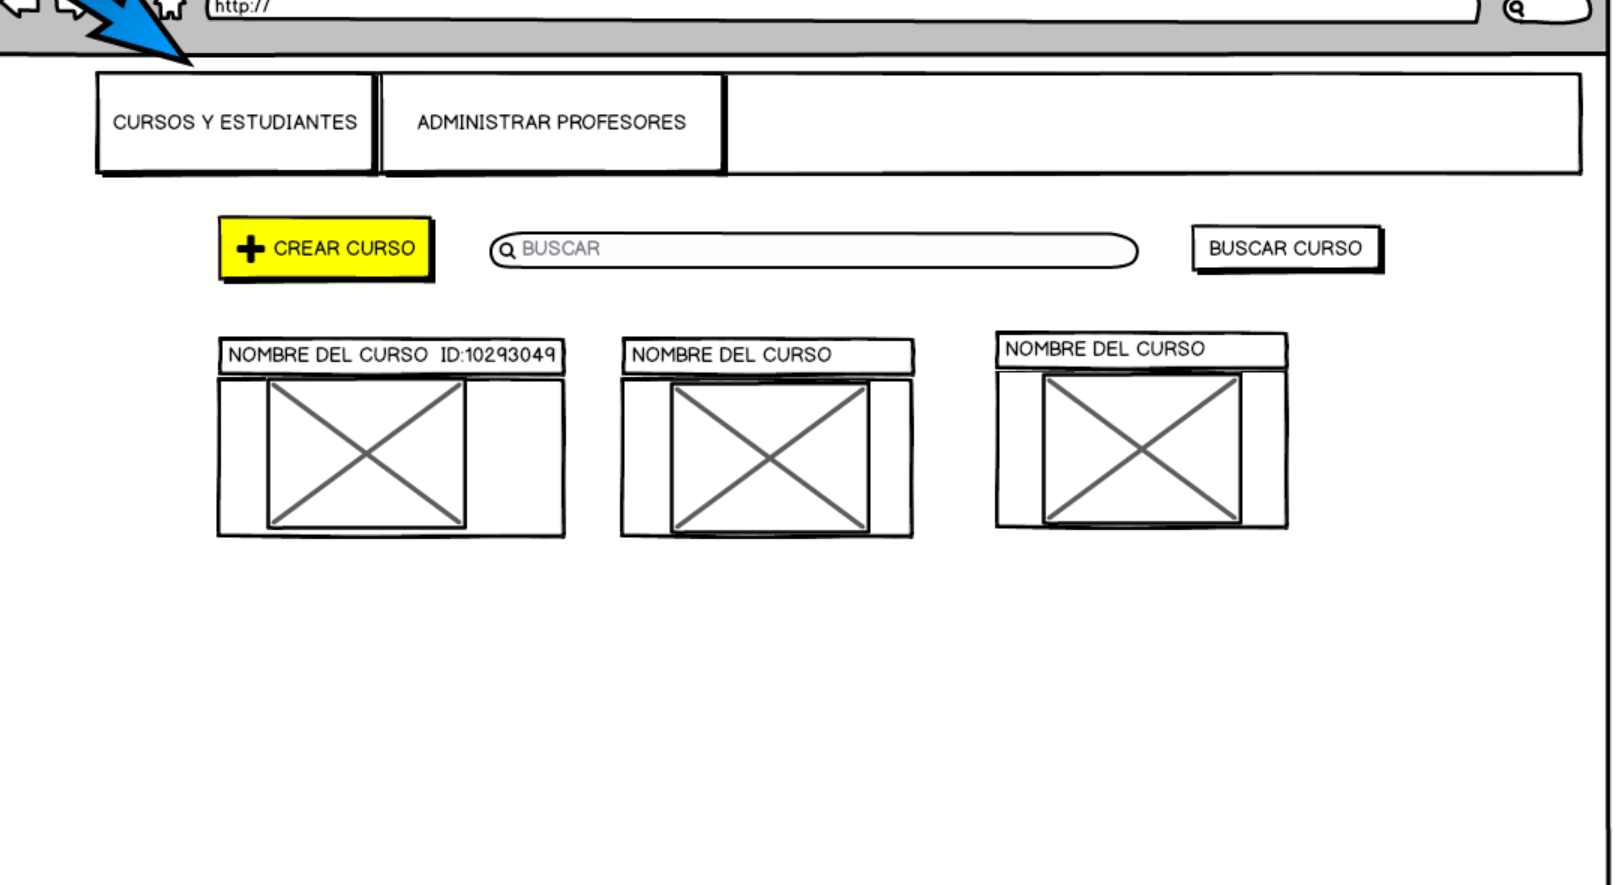 http://
CURSOS Y ESTUDIANTES
ADMINISTRAR PROFESORES
CREAR CURSO
BUSCAR
BUSCAR CURSO
NOMBRE DEL CURSO ID:10293049
NOMBRE DEL CURSO
NOMBRE DEL CURSO